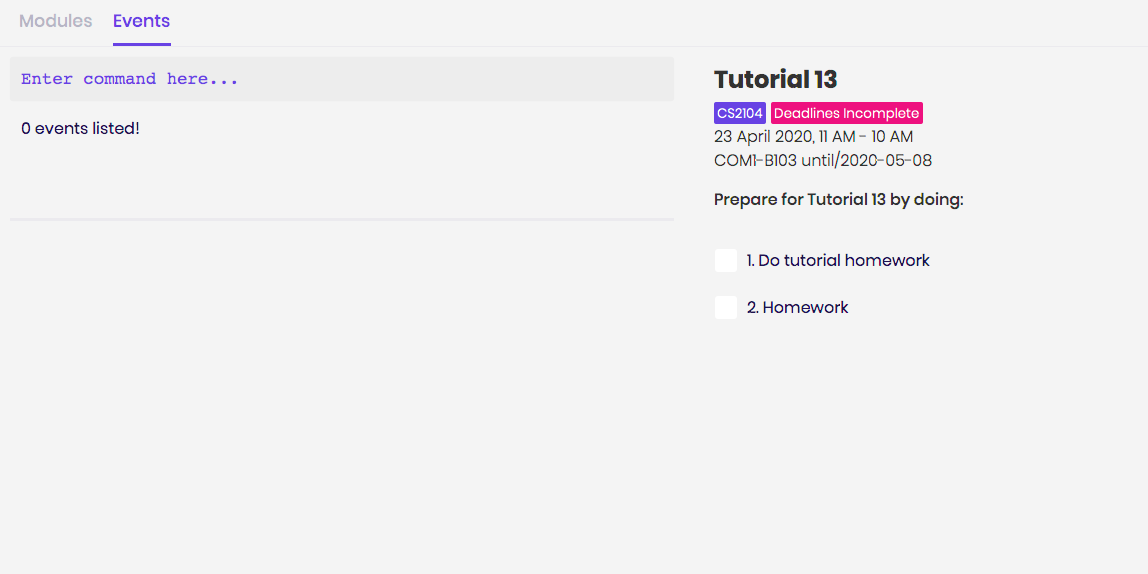 Modules Events
Enter command here...
0 events listed!
Tutorial 13
CS2104 Deadlines Incomplete
23 April 2020, 11 AM - 10 AM
COM1-B103 until/2020-05-08
Prepare for Tutorial 13 by doing:
1. Do tutorial homework
2. Homework